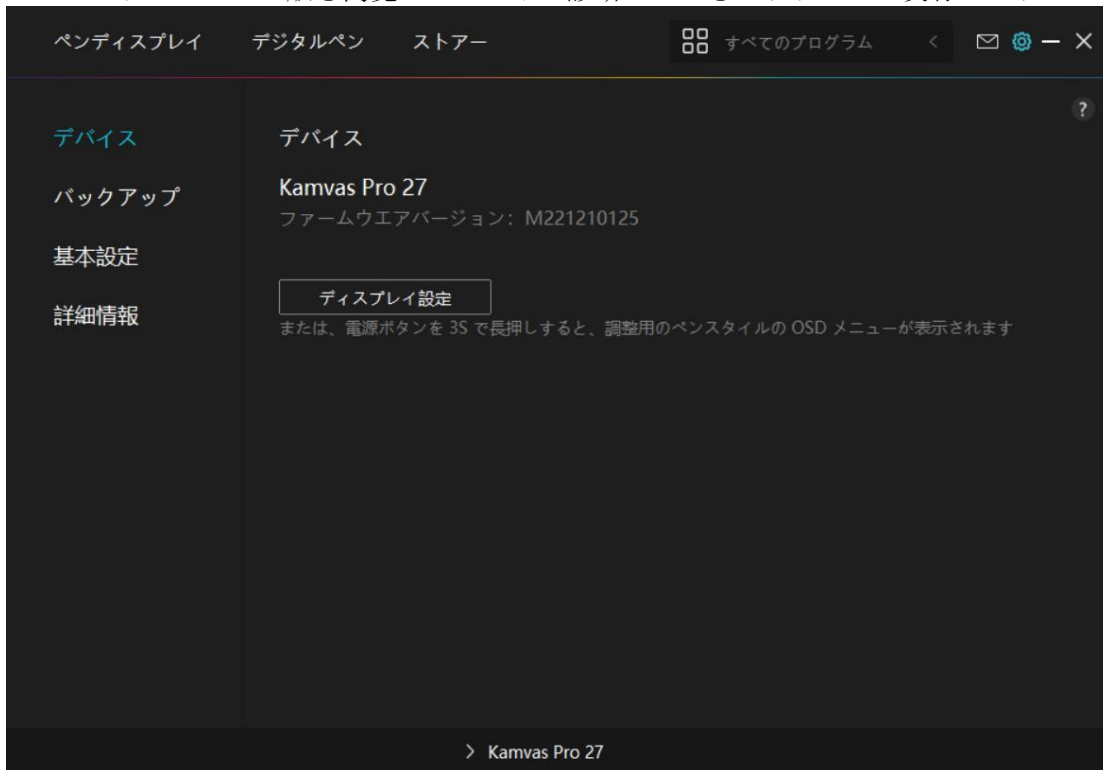 ペンディスプレイ デジタルペン ストアー すべてのプログラム
?
デバイス
バックアップ
基本設定
詳細情報
デバイス
Kamvas Pro 27
ファームウエアバージョン: M221210125
ディスプレイ設定
または、電源ボタンを 3S で長押しすると、調整用のペンスタイルの OSD メニューが表示されます
Kamvas Pro 27